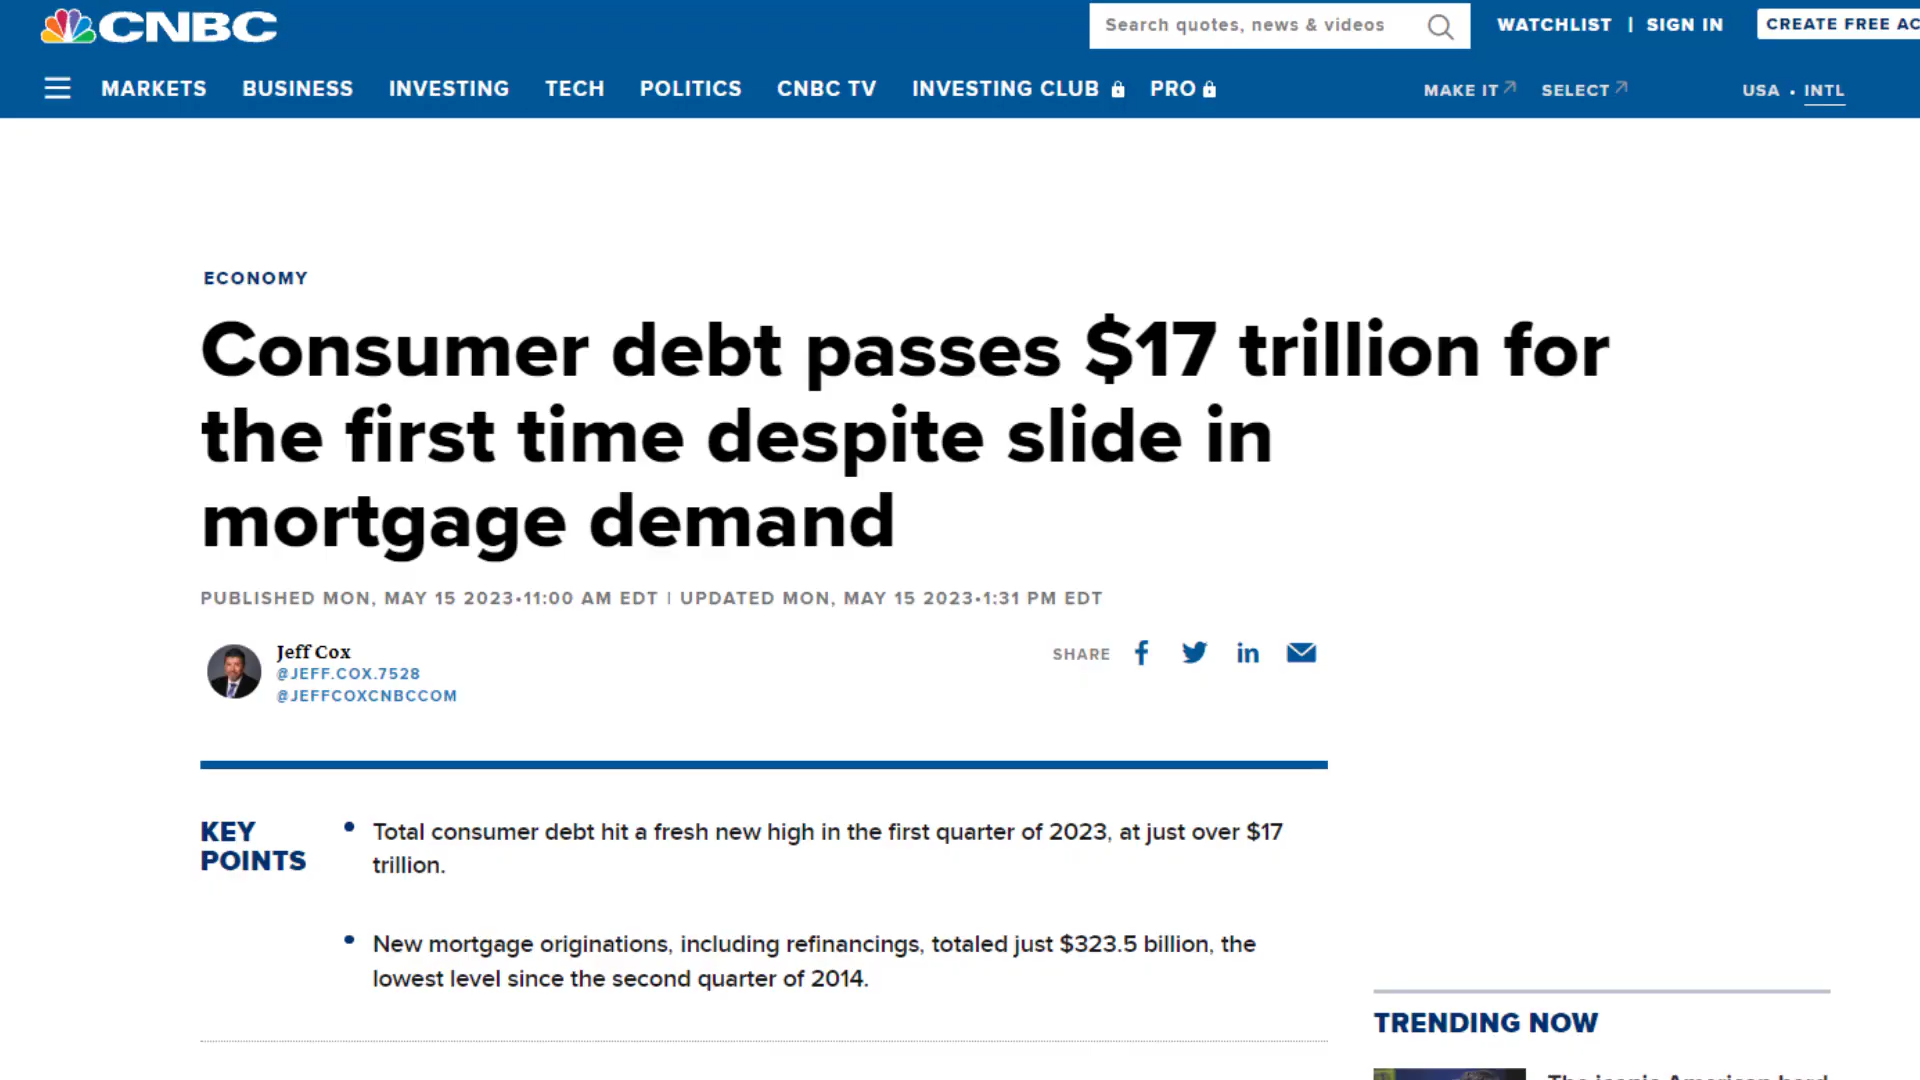 CNBC
Search quotes, news & videos
WATCHLIST | SIGN IN
CREATE FREE AC
MARKETS BUSINESS INVESTING TECH POLITICS CNBC TV INVESTING CLUB PRO
MAKE IT SELECT USA • INTL
ECONOMY
Consumer debt passes $17 trillion for
the first time despite slide in
mortgage demand
PUBLISHED MON, MAY 15 2023•11:00 AM EDT | UPDATED MON, MAY 15 2023•1:31 PM EDT
Jeff Cox
@JEFF.COX.7528
@JEFFCOXCNBCCOM
SHARE
KEY
POINTS
• Total consumer debt hit a fresh new high in the first quarter of 2023, at just over $17
trillion.
• New mortgage originations, including refinancings, totaled just $323.5 billion, the
lowest level since the second quarter of 2014.
TRENDING NOW